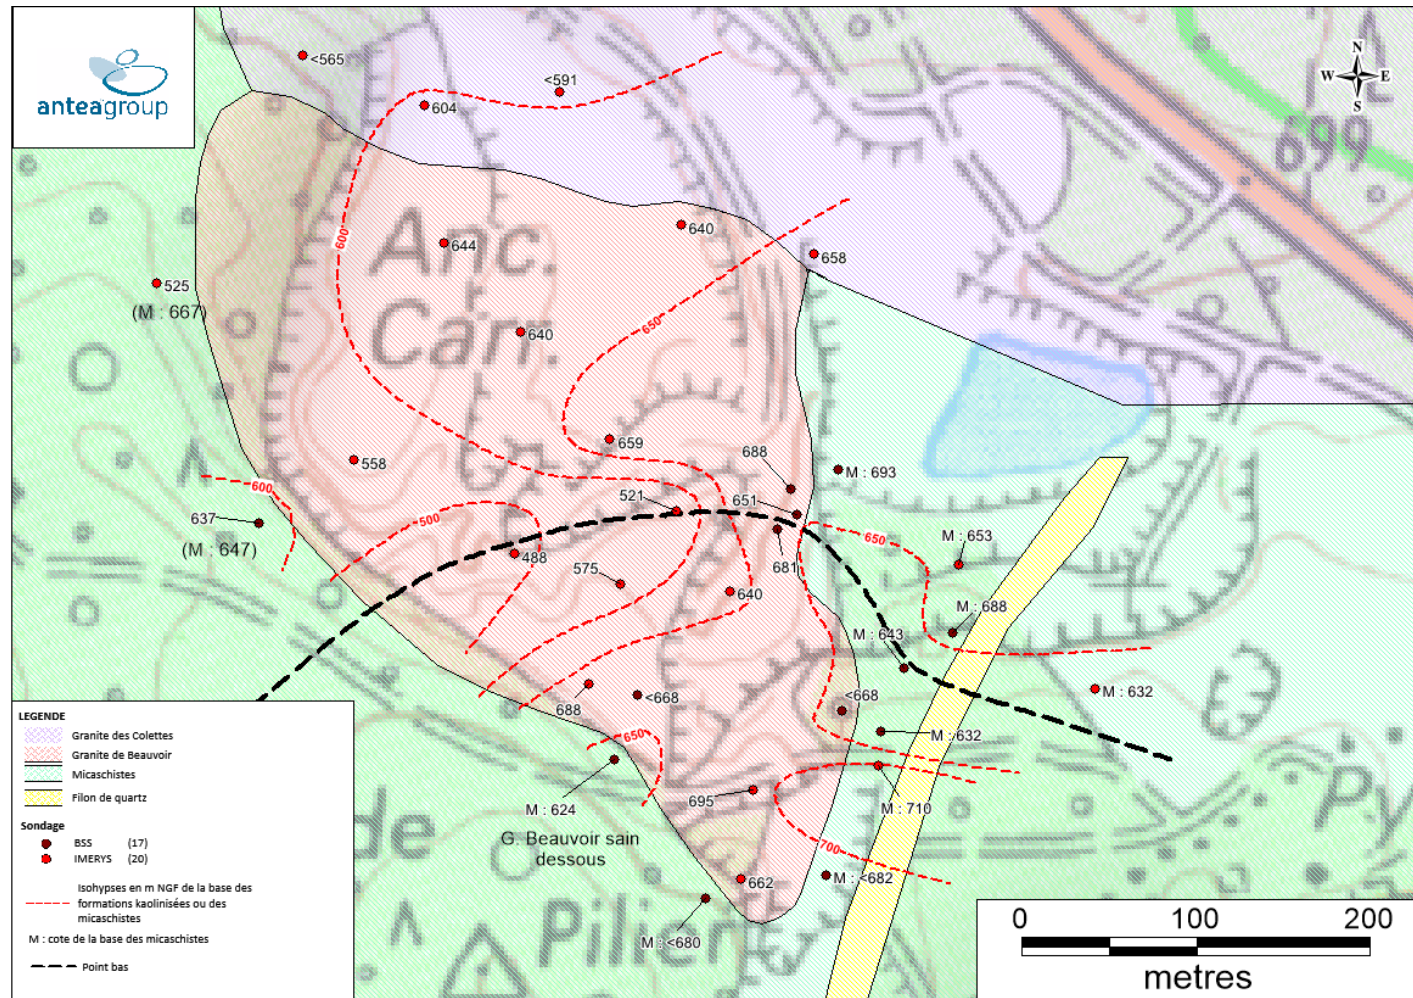 anteagroup
N
W E
S
<565
<591
604
699
600
Anc.
644
640
658
525
(M : 667)
640
650
Carr.
659
558
688
M : 693
600
521
651
637
500
650
M : 653
(M : 647)
488
681
575
640
M : 688
M : 643
688
<668
<668
M : 632
M : 632
650
M : 624
695
M : 710
de
G. Beauvoir sain
dessous
Py
700
662
M : <682
Pilier
M : <680
LEGENDE
Granite des Colettes
Granite de Beauvoir
Micaschistes
Filon de quartz
Sondage
BSS (17)
IMERYS (20)
Isohypses en m NGF de la base des
formations kaolinisées ou des
micaschistes
M : cote de la base des micaschistes
Point bas
0 100 200
metres